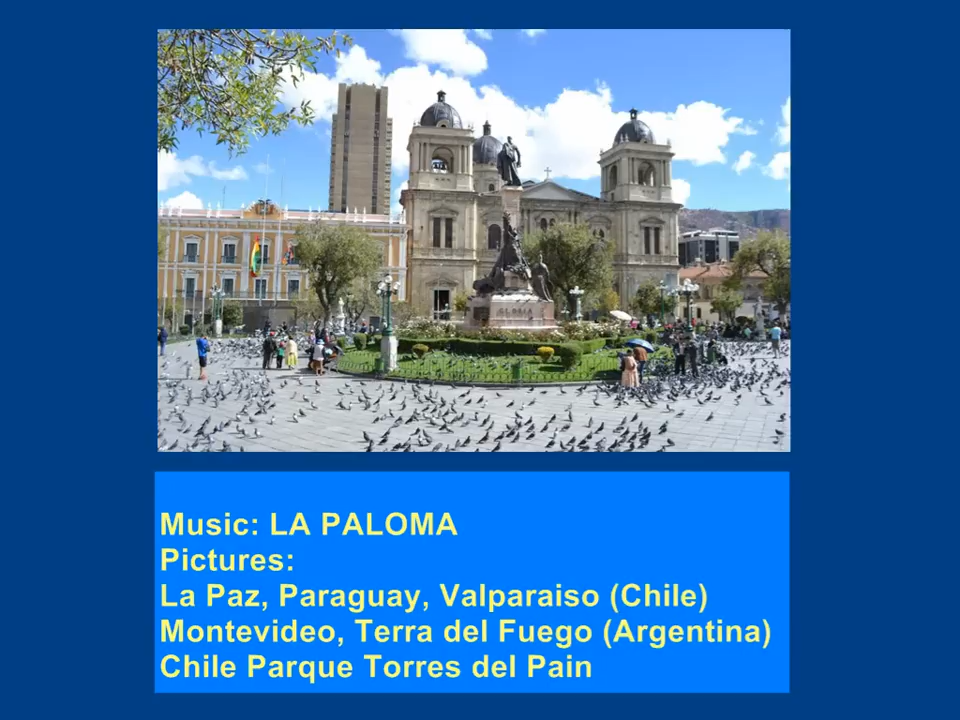 Music: LA PALOMA
Pictures:
La Paz, Paraguay, Valparaiso (Chile)
Montevideo, Terra del Fuego (Argentina)
Chile Parque Torres del Pain